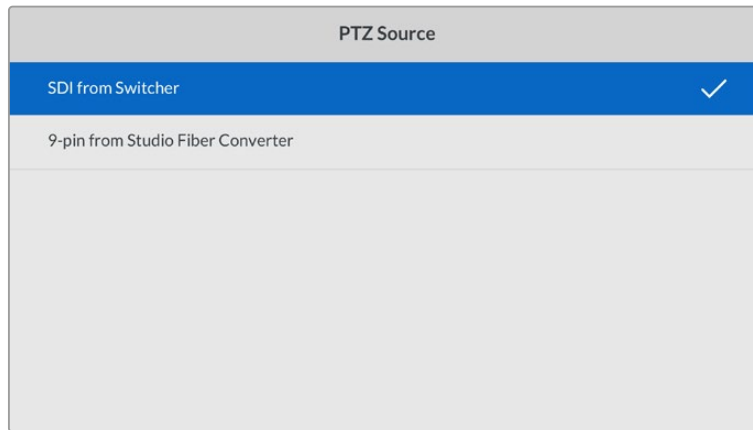 PTZ Source
SDI from Switcher
9-pin from Studio Fiber Converter